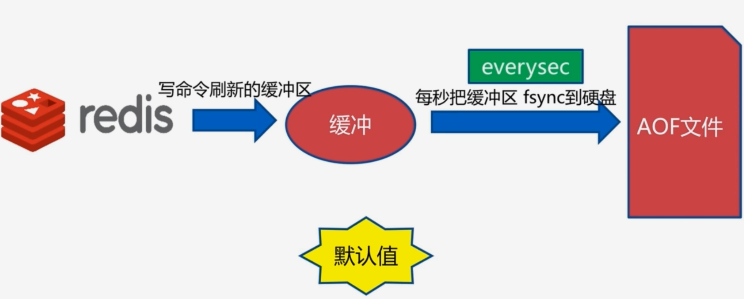 everysec
写命令刷新的缓冲区
每秒把缓冲区 fsync到硬盘
redis
缓冲
AOF文件
默认值